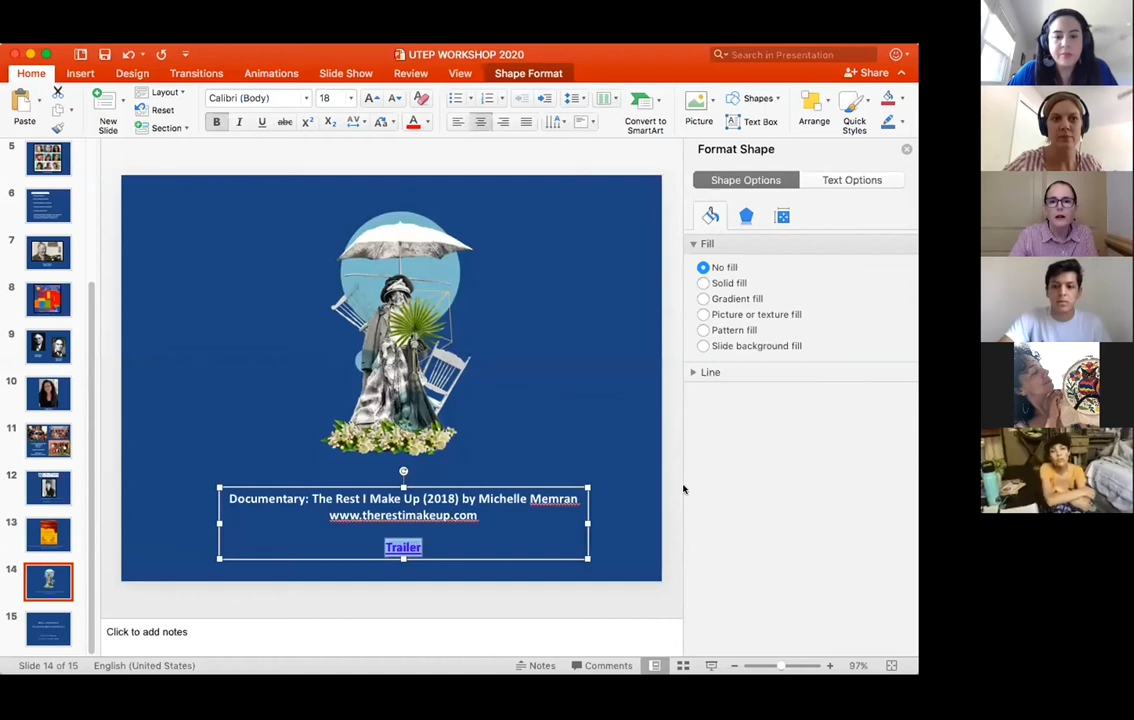 UTEP WORKSHOP 2020
Search in Presentation
Home Insert Design Transitions Animations Slide Show Review View Shape Format
Share
Paste
New Slide
Layout
Reset
Section
Calibri (Body) 18
B I U abc X² X₂ AV Aa A
Convert to SmartArt
Picture
Shapes
Text Box
Arrange
Quick Styles
Format Shape
Shape Options Text Options
Fill
No fill
Solid fill
Gradient fill
Picture or texture fill
Pattern fill
Slide background fill
Line
5
6
7
8
9
10
11
12
13
14
15
Documentary: The Rest I Make Up (2018) by Michelle Memran
www.therestimakeup.com
Trailer
Click to add notes
Slide 14 of 15 English (United States) Notes Comments 97%